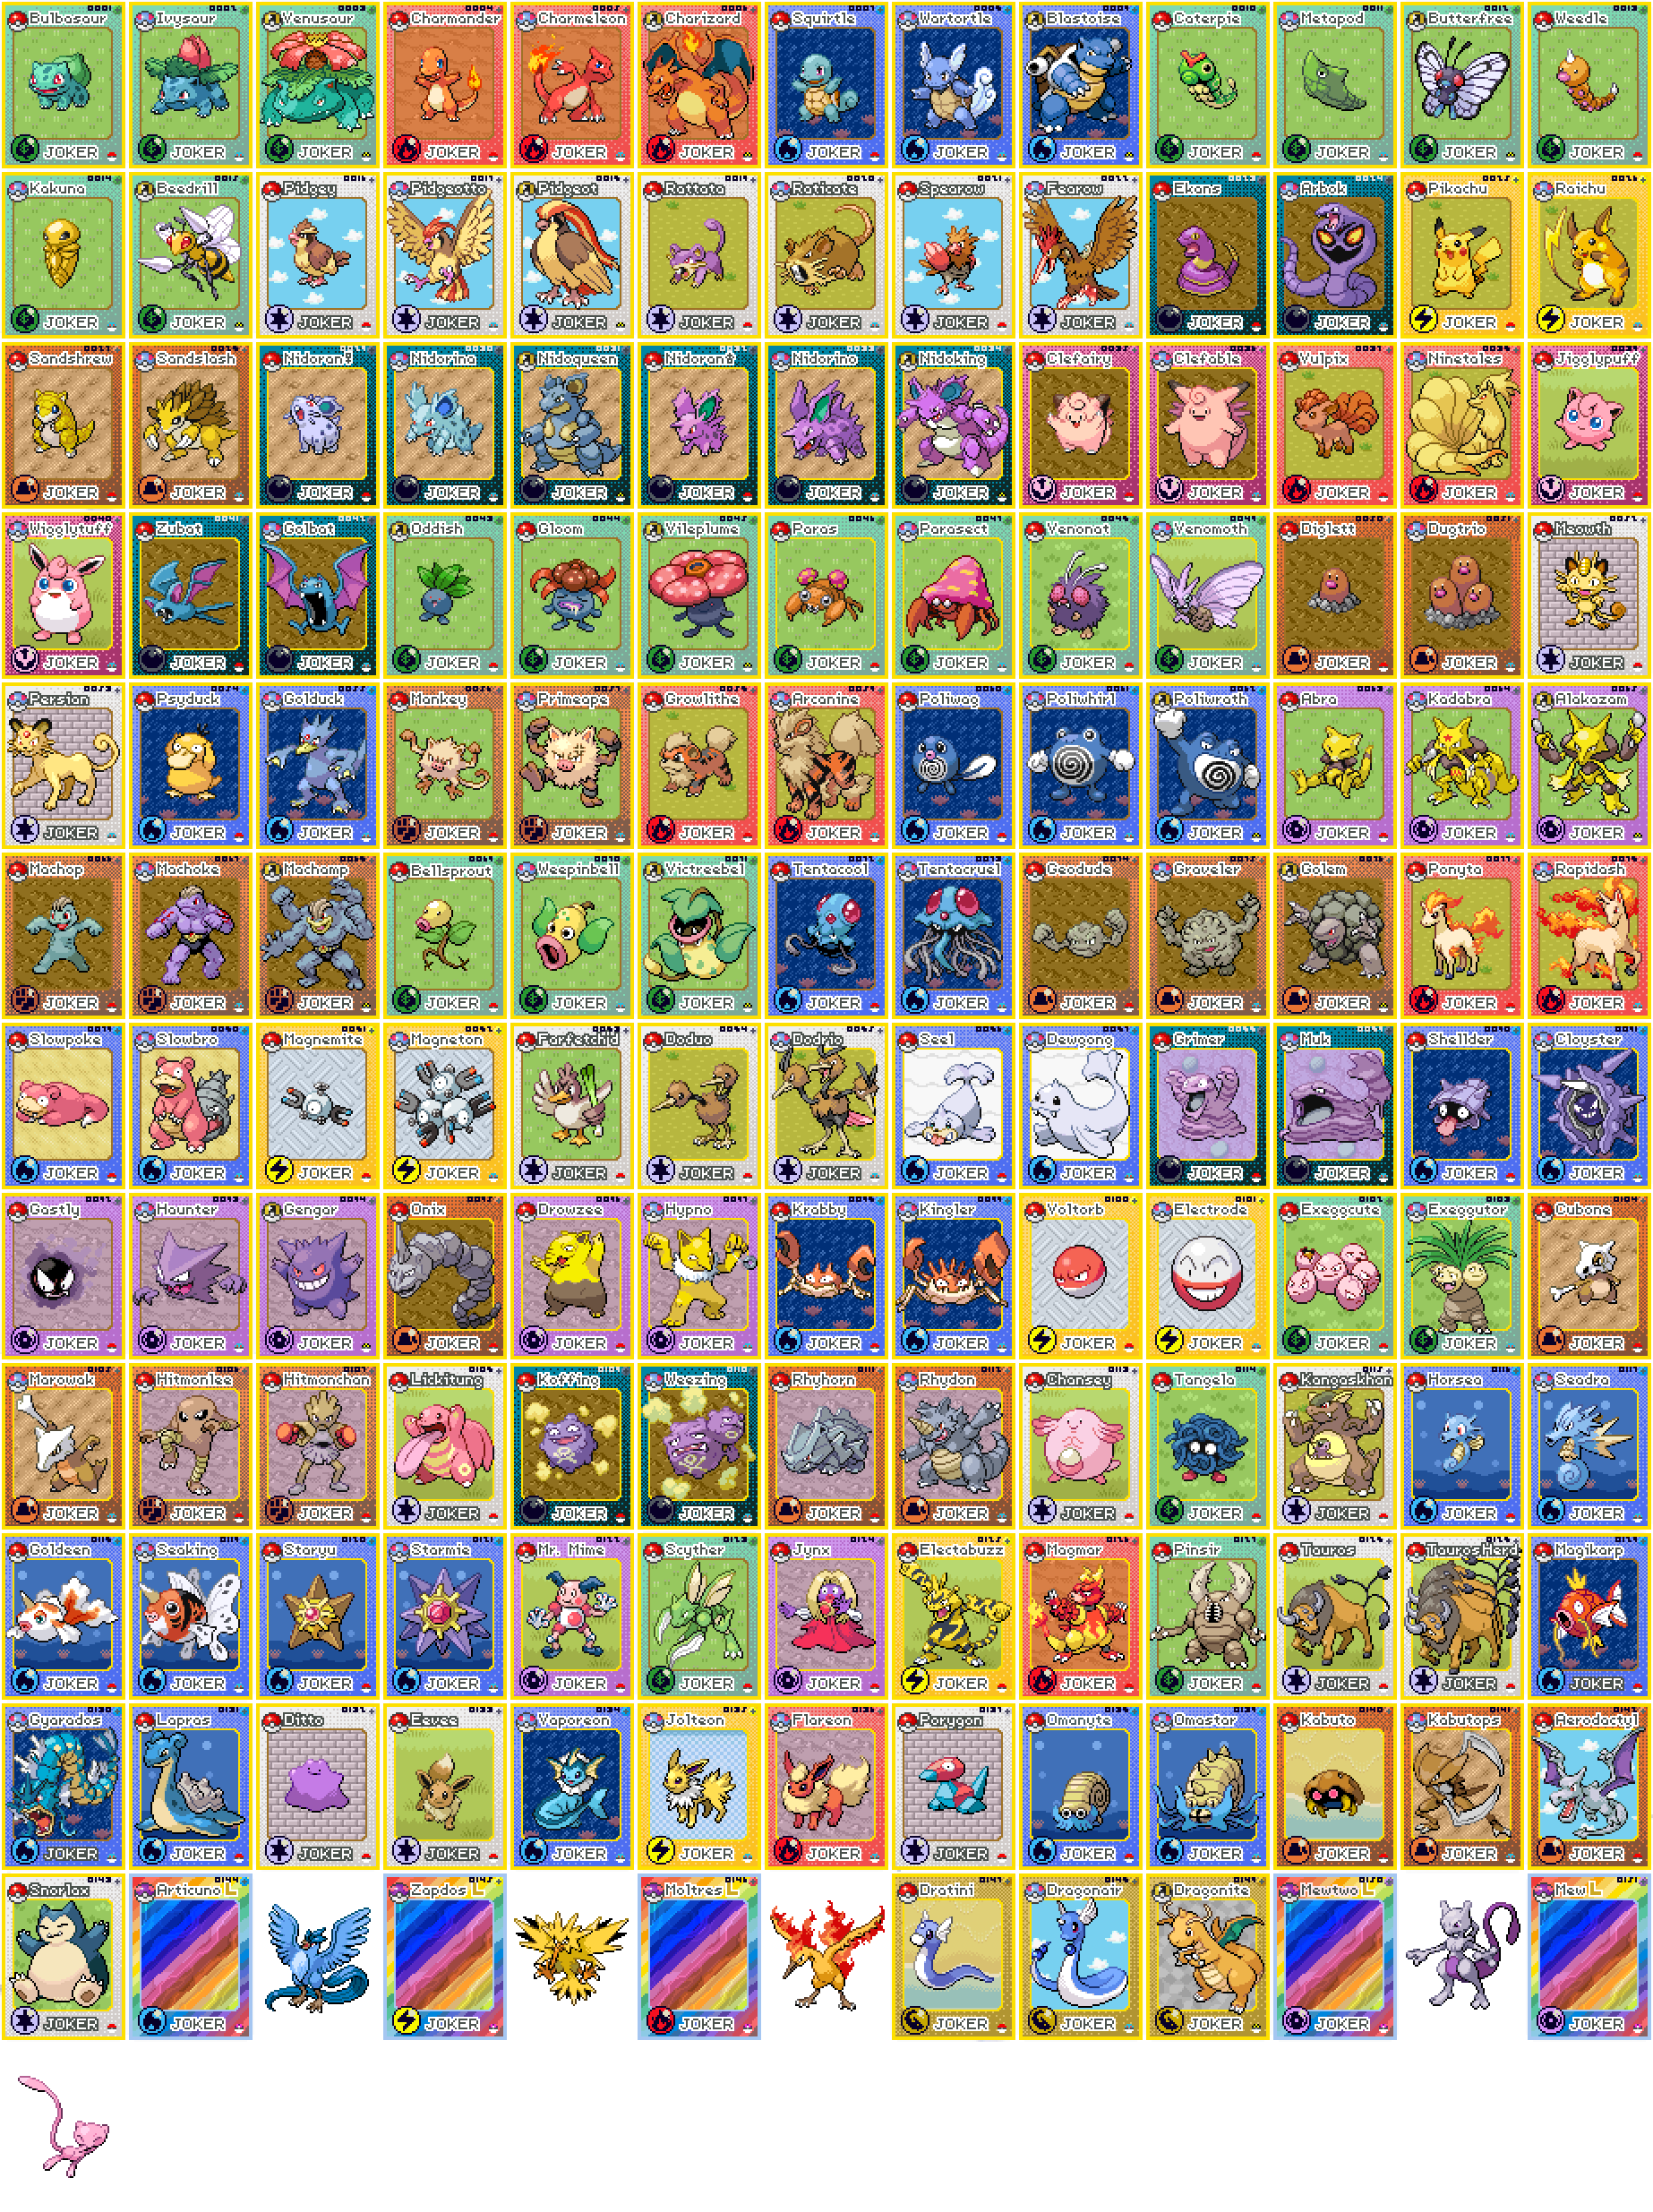 Bulbasaur Ivysaur Venusaur Charmander Charmeleon Charizard Squirtle Wartortle Blastoise Caterpie Metapod Butterfree Weedle
JOKER JOKER JOKER JOKER JOKER JOKER JOKER JOKER JOKER JOKER JOKER JOKER JOKER
Kakuna Beedrill Pidgey Pidgeotto Pidgeot Rattata Raticate Spearow Fearow Ekans Arbok Pikachu Raichu
JOKER JOKER JOKER JOKER JOKER JOKER JOKER JOKER JOKER JOKER JOKER JOKER JOKER
Sandshrew Sandslash Nidoran♀ Nidorina Nidoqueen Nidoran♂ Nidorino Nidoking Clefairy Clefable Vulpix Ninetales Jigglypuff
JOKER JOKER JOKER JOKER JOKER JOKER JOKER JOKER JOKER JOKER JOKER JOKER JOKER
Wigglytuff Zubat Golbat Oddish Gloom Vileplume Paras Parasect Venonat Venomoth Diglett Dugtrio Meowth
JOKER JOKER JOKER JOKER JOKER JOKER JOKER JOKER JOKER JOKER JOKER JOKER JOKER
Persian Psyduck Golduck Mankey Primeape Growlithe Arcanine Poliwag Poliwhirl Poliwrath Abra Kadabra Alakazam
JOKER JOKER JOKER JOKER JOKER JOKER JOKER JOKER JOKER JOKER JOKER JOKER JOKER
Machop Machoke Machamp Bellsprout Weepinbell Victreebel Tentacool Tentacruel Geodude Graveler Golem Ponyta Rapidash
JOKER JOKER JOKER JOKER JOKER JOKER JOKER JOKER JOKER JOKER JOKER JOKER JOKER
Slowpoke Slowbro Magnemite Magneton Farfetch'd Doduo Dodrio Seel Dewgong Grimer Muk Shellder Cloyster
JOKER JOKER JOKER JOKER JOKER JOKER JOKER JOKER JOKER JOKER JOKER JOKER JOKER
Gastly Haunter Gengar Onix Drowzee Hypno Krabby Kingler Voltorb Electrode Exeggcute Exeggutor Cubone
JOKER JOKER JOKER JOKER JOKER JOKER JOKER JOKER JOKER JOKER JOKER JOKER JOKER
Marowak Hitmonlee Hitmonchan Lickitung Koffing Weezing Rhyhorn Rhydon Chansey Tangela Kangaskhan Horsea Seadra
JOKER JOKER JOKER JOKER JOKER JOKER JOKER JOKER JOKER JOKER JOKER JOKER JOKER
Goldeen Seaking Staryu Starmie Mr. Mime Scyther Jynx Electabuzz Magmar Pinsir Tauros Tauros Herd Magikarp
JOKER JOKER JOKER JOKER JOKER JOKER JOKER JOKER JOKER JOKER JOKER JOKER JOKER
Gyarados Lapras Ditto Eevee Vaporeon Jolteon Flareon Porygon Omanyte Omastar Kabuto Kabutops Aerodactyl
JOKER JOKER JOKER JOKER JOKER JOKER JOKER JOKER JOKER JOKER JOKER JOKER JOKER
Snorlax Articuno L Zapdos L Moltres L Dratini Dragonair Dragonite Mewtwo L Mew L
JOKER JOKER JOKER JOKER JOKER JOKER JOKER JOKER JOKER